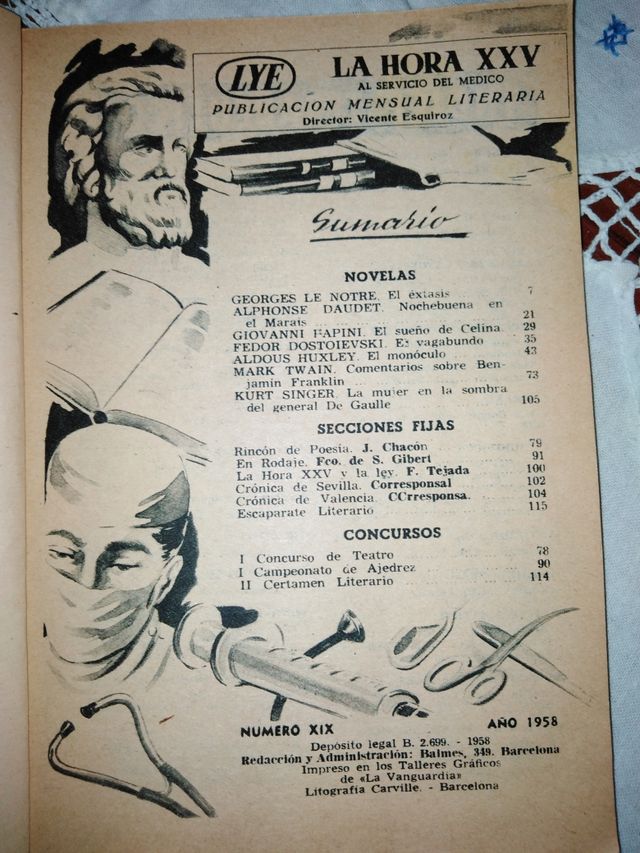 LYE
LA HORA XXV
AL SERVICIO DEL MEDICO
PUBLICACION MENSUAL LITERARIA
Director: Vicente Esquiroz
Sumario
NOVELAS
GEORGES LE NOTRE. El éxtasis 7
ALPHONSE DAUDET. Nochebuena en
el Marais ... 21
GIOVANNI PAPINI. El sueño de Celina. 29
FEDOR DOSTOIEVSKI. El vagabundo 35
ALDOUS HUXLEY. El monóculo ... 43
MARK TWAIN. Comentarios sobre Ben-
jamin Franklin ... 73
KURT SINGER. La mujer en la sombra
del general De Gaulle 105
SECCIONES FIJAS
Rincón de Poesía. J. Chacón 79
En Rodaje. Fco. de S. Gibert 91
La Hora XXV y la ley. F. Tejada 100
Crónica de Sevilla. Corresponsal 102
Crónica de Valencia. CCrresponsa. 104
Escaparate Literario 115
CONCURSOS
I Concurso de Teatro 78
I Campeonato de Ajedrez 90
II Certamen Literario 114
NUMERO XIX AÑO 1958
Depósito legal B. 2.699. - 1958
Redacción y Administración: Balmes, 349. Barcelona
Impreso en los Talleres Gráficos
de «La Vanguardia»
Litografía Carville. - Barcelona